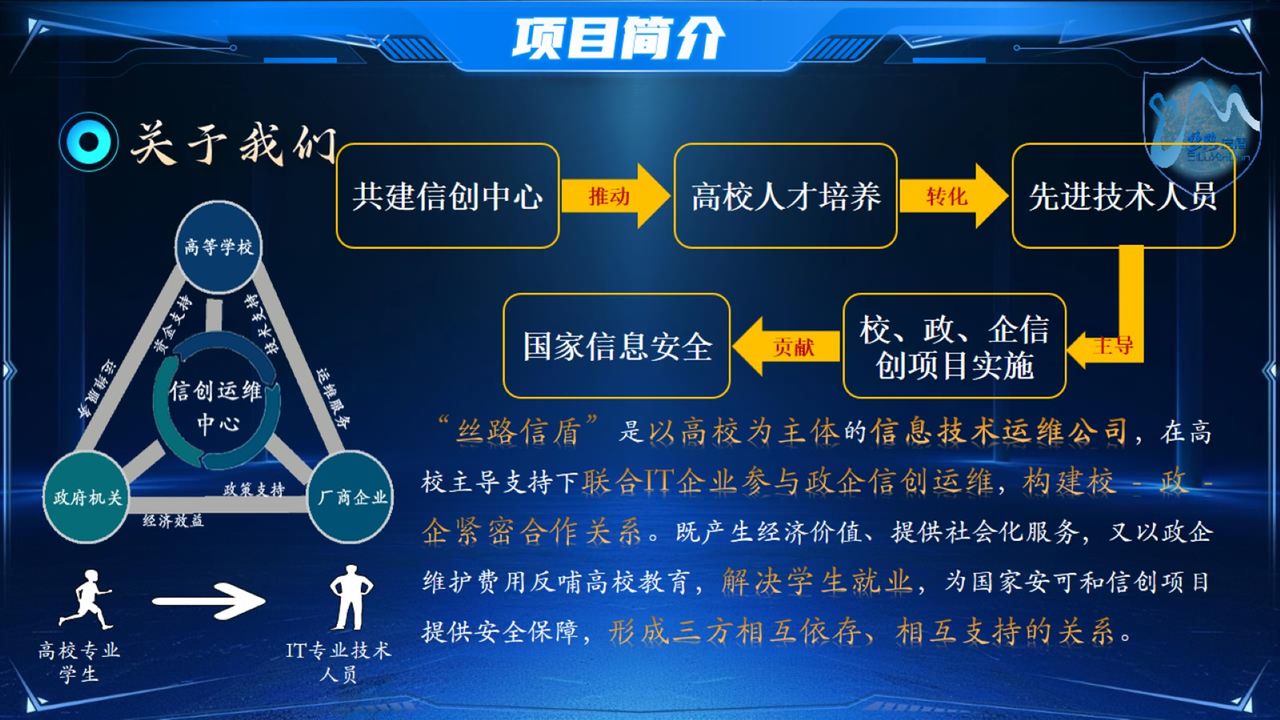 项目简介
关于我们
共建信创中心
推动
高校人才培养
转化
先进技术人员
主导
校、政、企信
创项目实施
贡献
国家信息安全
高等学校
资金支持
技术支持
运维服务
运维服务
信创运维
中心
政府机关
政策支持
经济效益
厂商企业
高校专业
学生
IT专业技术
人员
“丝路信盾”是以高校为主体的信息技术运维公司，在高
校主导支持下联合IT企业参与政企信创运维，构建校 - 政 -
企紧密合作关系。既产生经济价值、提供社会化服务，又以政企
维护费用反哺高校教育，解决学生就业，为国家安可和信创项目
提供安全保障，形成三方相互依存、相互支持的关系。